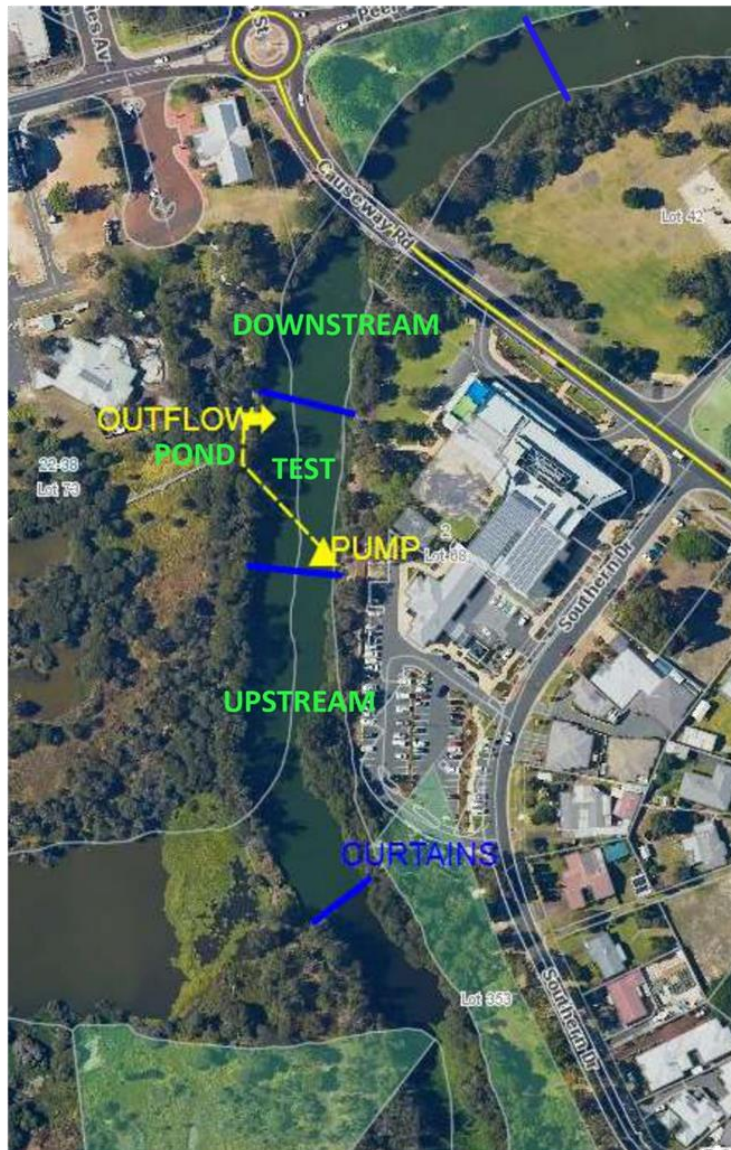 Causeway Rd
Lot 42
DOWNSTREAM
OUTFLOW
POND
TEST
22-38
Lot 73
PUMP
2
Lot 88
Southern Dr
UPSTREAM
CURTAINS
Lot 353
Southern Dr